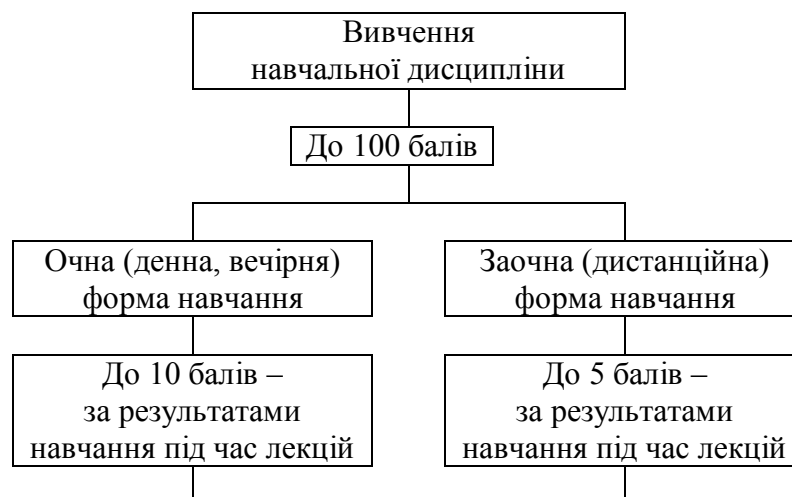 Вивчення
навчальної дисципліни
До 100 балів
Очна (денна, вечірня)
форма навчання
Заочна (дистанційна)
форма навчання
До 10 балів –
за результатами
навчання під час лекцій
До 5 балів –
за результатами
навчання під час лекцій